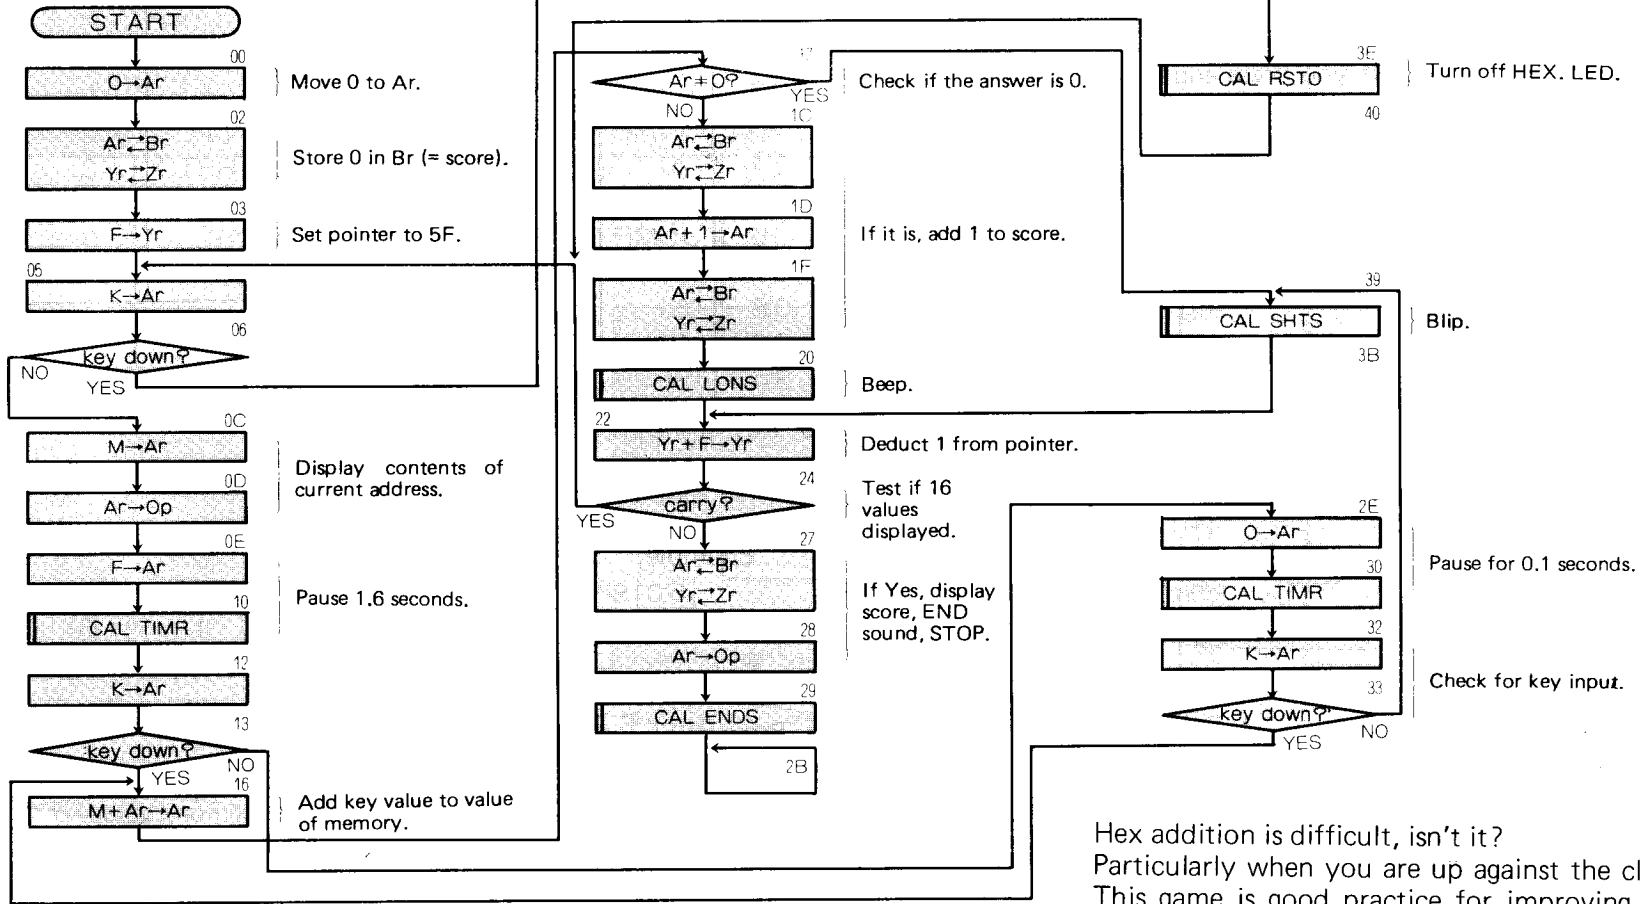 START
00
O→Ar
Move 0 to Ar.
02
Ar⇄Br
Yr⇄Zr
Store 0 in Br (= score).
03
F→Yr
Set pointer to 5F.
05
K→Ar
06
key down?
NO
YES
0C
M→Ar
0D
Display contents of
current address.
Ar→Op
0E
F→Ar
10
Pause 1.6 seconds.
CAL TIMR
12
K→Ar
13
key down?
YES
NO
16
M+Ar→Ar
Add key value to value
of memory.
Ar≠0?
YES
NO
Check if the answer is 0.
1C
Ar⇄Br
Yr⇄Zr
1D
Ar+1→Ar
If it is, add 1 to score.
1F
Ar⇄Br
Yr⇄Zr
20
CAL LONS
Beep.
22
Yr+F→Yr
Deduct 1 from pointer.
24
carry?
YES
NO
Test if 16
values
displayed.
27
Ar⇄Br
Yr⇄Zr
If Yes, display
score, END
sound, STOP.
28
Ar→Op
29
CAL ENDS
2B
3E
CAL RSTO
Turn off HEX. LED.
40
39
CAL SHTS
Blip.
3B
2E
O→Ar
30
Pause for 0.1 seconds.
CAL TIMR
32
K→Ar
33
Check for key input.
key down?
NO
YES
Hex addition is difficult, isn't it?
Particularly when you are up against the cl
This game is good practice for improving